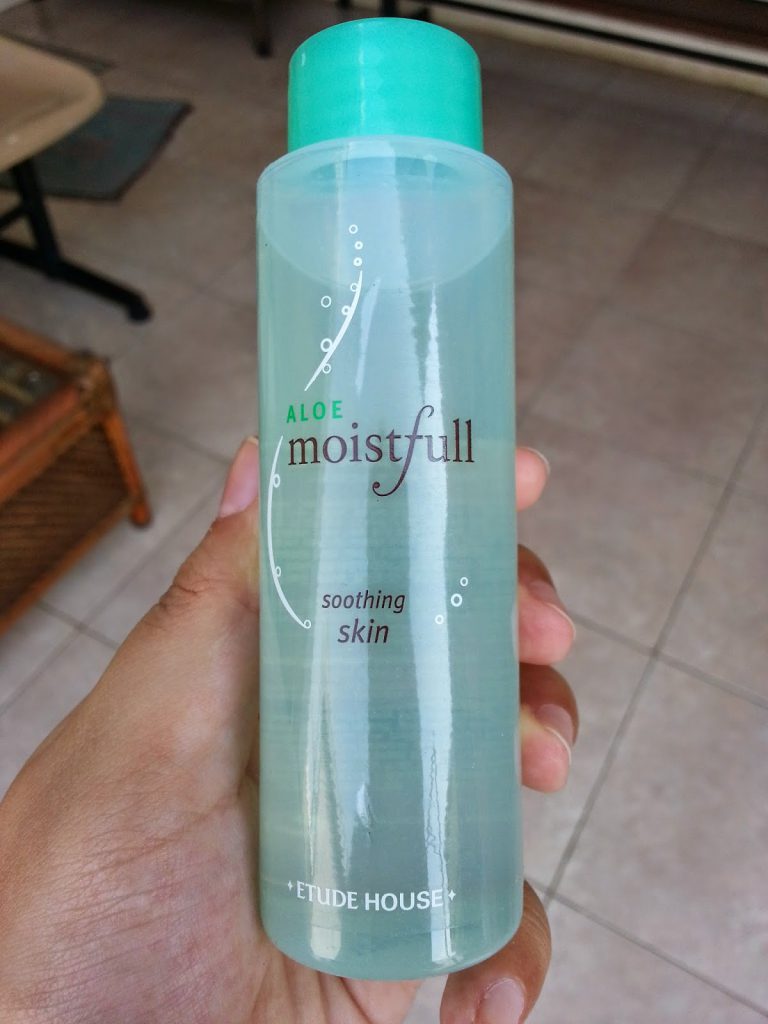 ALOE
moistfull
soothing
skin
ETUDE HOUSE